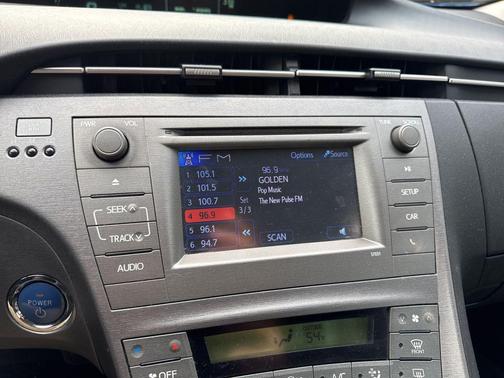 PWR
VOL
TUNE
SCROLL
FM
Options
Source
1 105.1
2 101.5
3 100.7
4 96.9
5 96.1
6 94.7
Set
3/3
96.9
GOLDEN
Pop Music
The New Pulse FM
SCAN
SEEK
TRACK
AUDIO
SETUP
CAR
POWER
OUTSIDE
54
FRONT
A/C